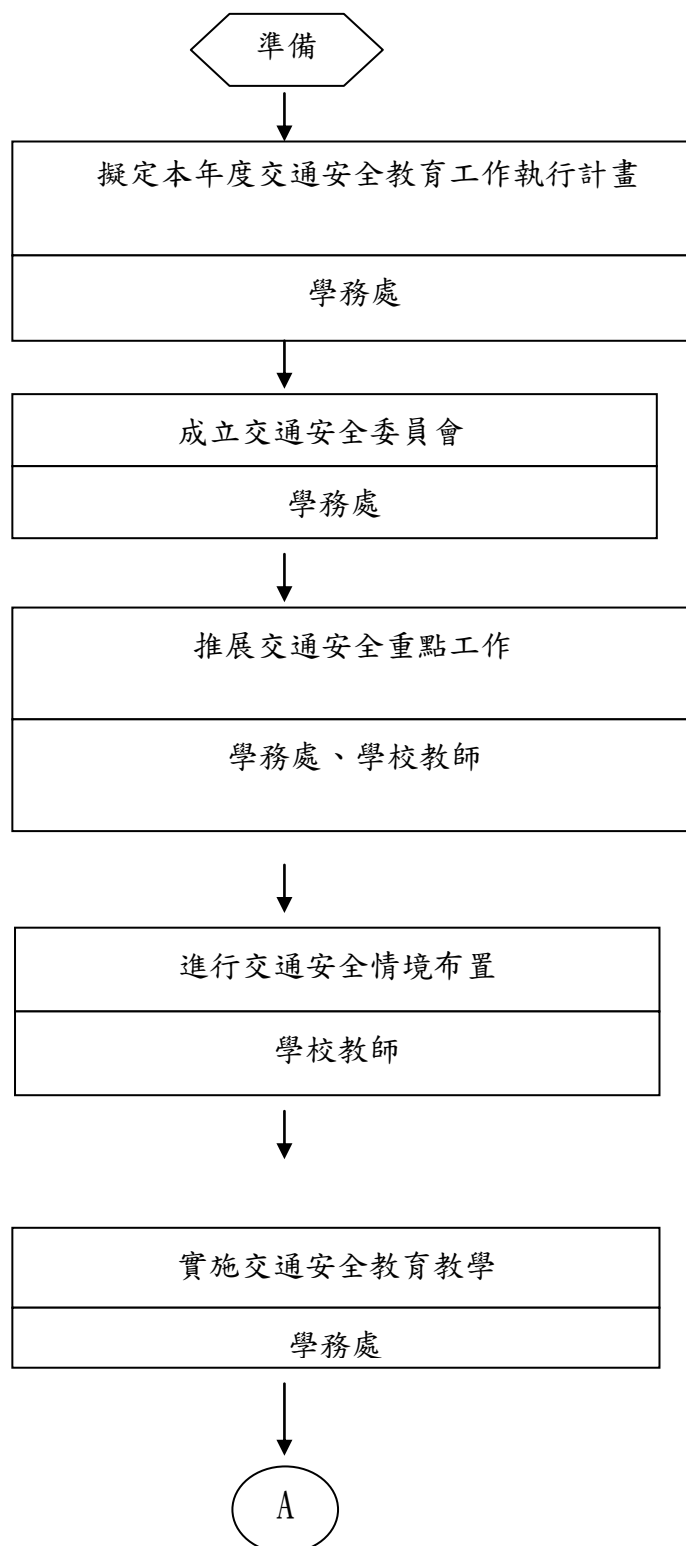 準備
擬定本年度交通安全教育工作執行計畫
學務處
成立交通安全委員會
學務處
推展交通安全重點工作
學務處、學校教師
進行交通安全情境布置
學校教師
實施交通安全教育教學
學務處
A